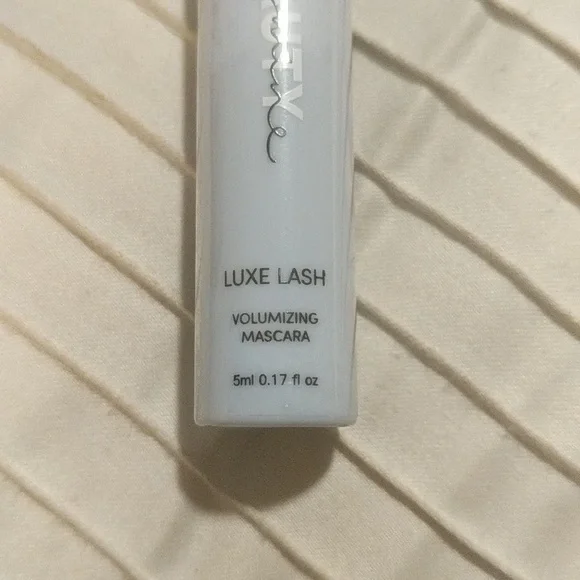 LUXE LASH
VOLUMIZING
MASCARA
5ml 0.17 fl oz